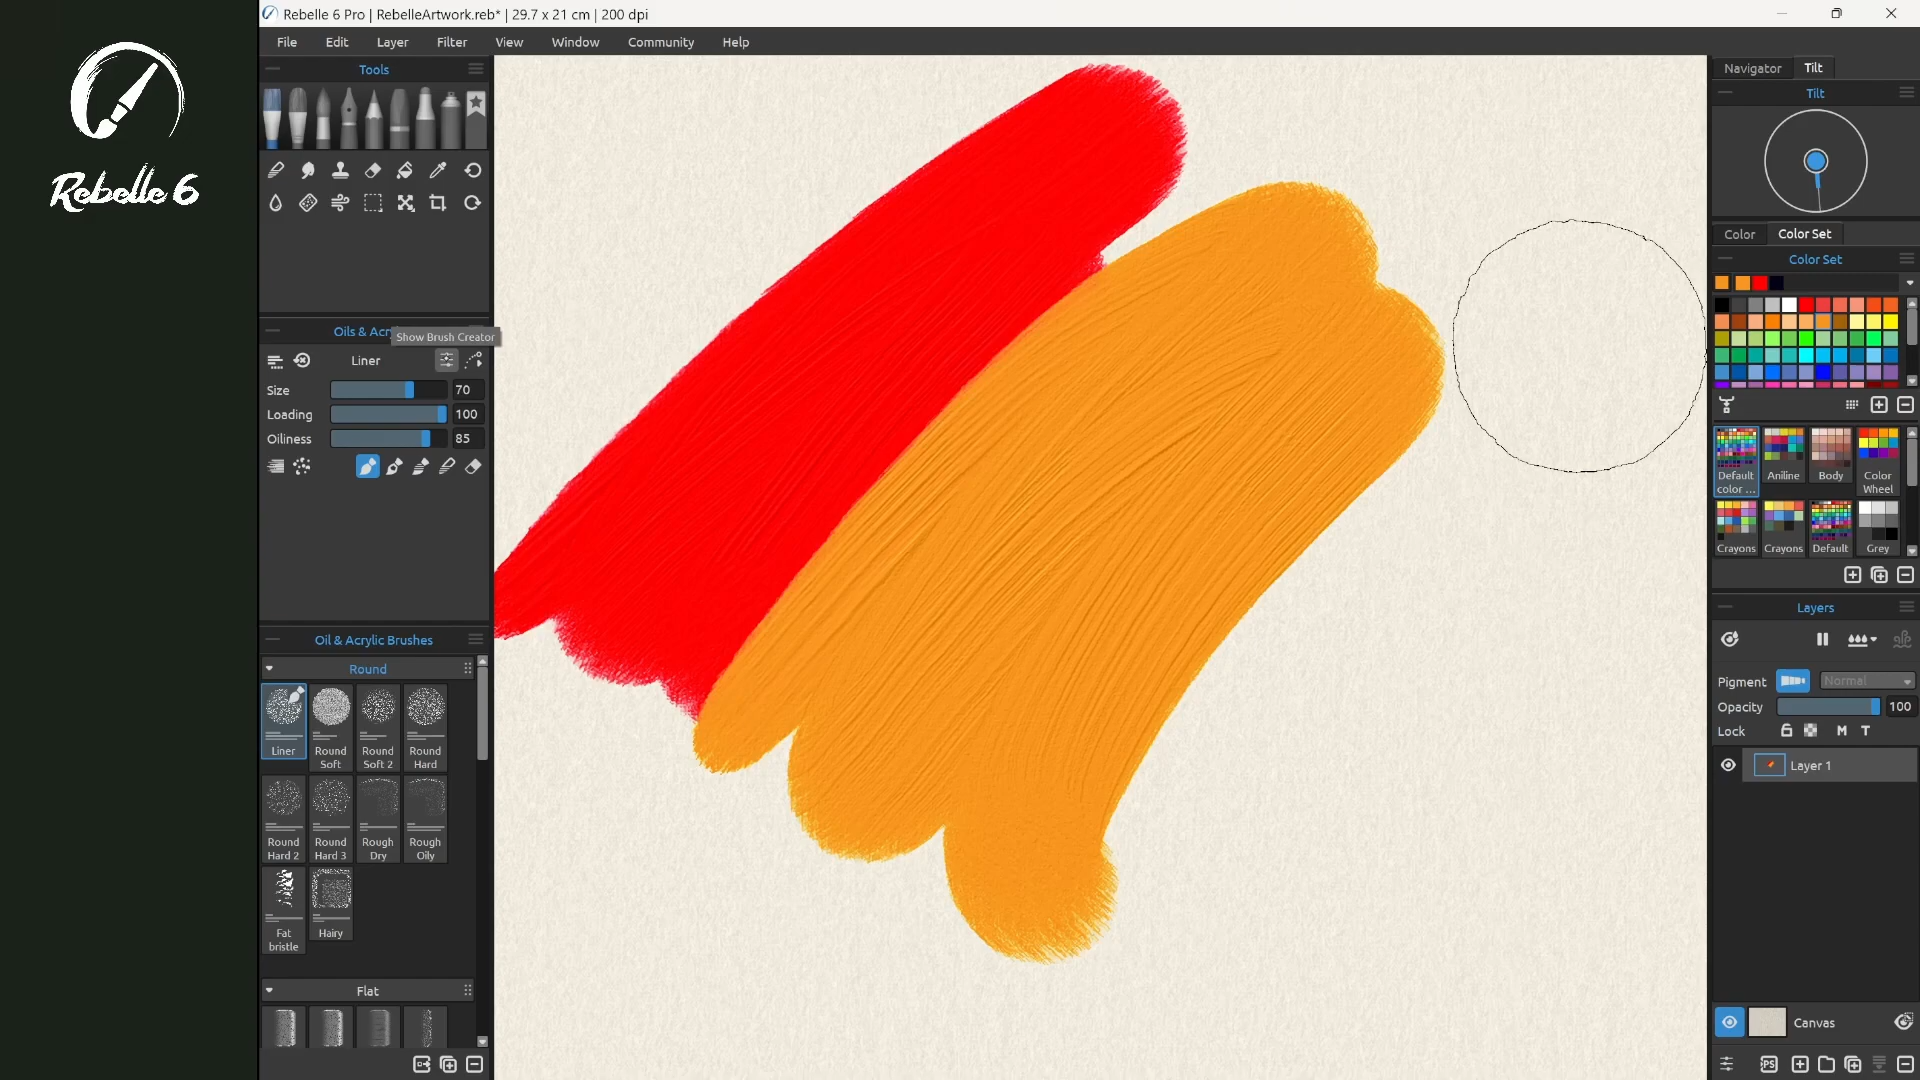 Rebelle 6 Pro | RebelleArtwork.reb* | 29.7 x 21 cm | 200 dpi
File Edit Layer Filter View Window Community Help
Rebelle 6
Tools
Oils & Acr
Show Brush Creator
Liner
Size 70
Loading 100
Oiliness 85
Oil & Acrylic Brushes
Round
Liner
Round Soft
Round Soft 2
Round Hard
Round Hard 2
Round Hard 3
Rough Dry
Rough Oily
Fat bristle
Hairy
Flat
Navigator Tilt
Tilt
Color Color Set
Color Set
Default color ...
Aniline
Body
Color Wheel
Crayons
Crayons
Default
Grey
Layers
Pigment Normal
Opacity 100
Lock M T
Layer 1
Canvas
PS